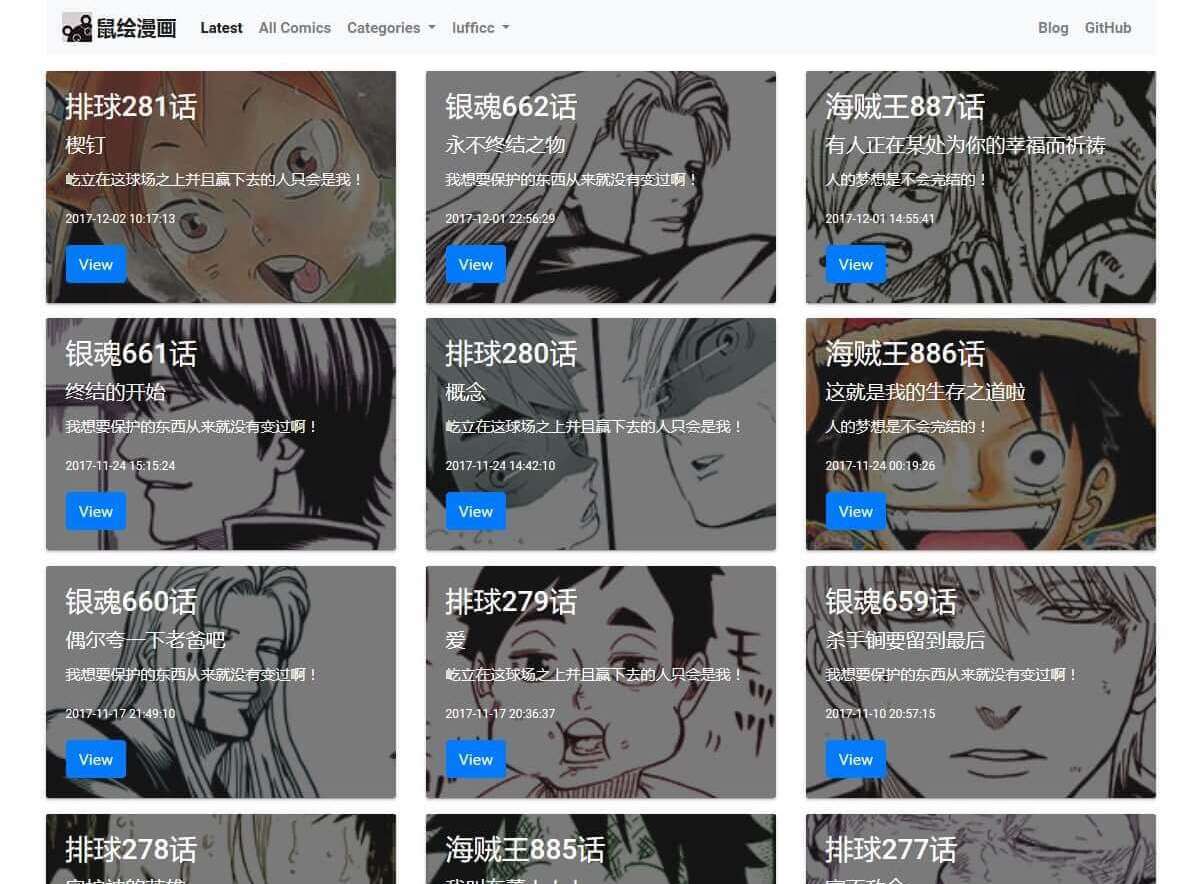 鼠绘漫画 Latest All Comics Categories lufficc Blog GitHub
排球281话
楔钉
屹立在这球场之上并且赢下去的人只会是我！
2017-12-02 10:17:13
View
银魂662话
永不终结之物
我想要保护的东西从来就没有变过啊！
2017-12-01 22:56:29
View
海贼王887话
有人正在某处为你的幸福而祈祷
人的梦想是不会完结的！
2017-12-01 14:55:41
View
银魂661话
终结的开始
我想要保护的东西从来就没有变过啊！
2017-11-24 15:15:24
View
排球280话
概念
屹立在这球场之上并且赢下去的人只会是我！
2017-11-24 14:42:10
View
海贼王886话
这就是我的生存之道啦
人的梦想是不会完结的！
2017-11-24 00:19:26
View
银魂660话
偶尔夸一下老爸吧
我想要保护的东西从来就没有变过啊！
2017-11-17 21:49:10
View
排球279话
爱
屹立在这球场之上并且赢下去的人只会是我！
2017-11-17 20:36:37
View
银魂659话
杀手锏要留到最后
我想要保护的东西从来就没有变过啊！
2017-11-10 20:57:15
View
排球278话
海贼王885话
排球277话